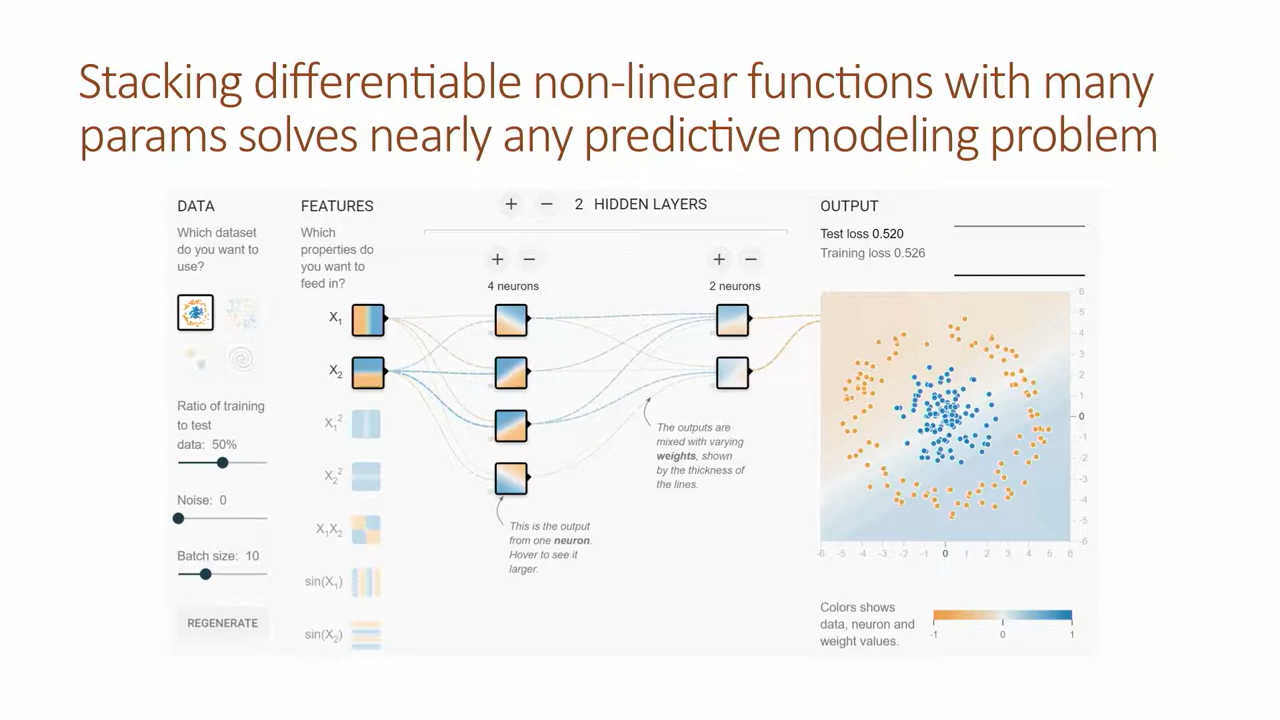 Stacking differentiable non-linear functions with many
params solves nearly any predictive modeling problem
DATA
Which dataset
do you want to
use?
Ratio of training
to test
data: 50%
Noise: 0
Batch size: 10
REGENERATE
FEATURES
Which
properties do
you want to
feed in?
X1
X2
X1²
X2²
X1X2
sin(X1)
sin(X2)
+ − 2 HIDDEN LAYERS
+ −
4 neurons
+ −
2 neurons
The outputs are
mixed with varying
weights, shown
by the thickness of
the lines.
This is the output
from one neuron.
Hover to see it
larger.
OUTPUT
Test loss 0.520
Training loss 0.526
6
5
4
3
2
1
0
-1
-2
-3
-4
-5
-6
-6 -5 -4 -3 -2 -1 0 1 2 3 4 5 6
Colors shows
data, neuron and
weight values.
-1 0 1